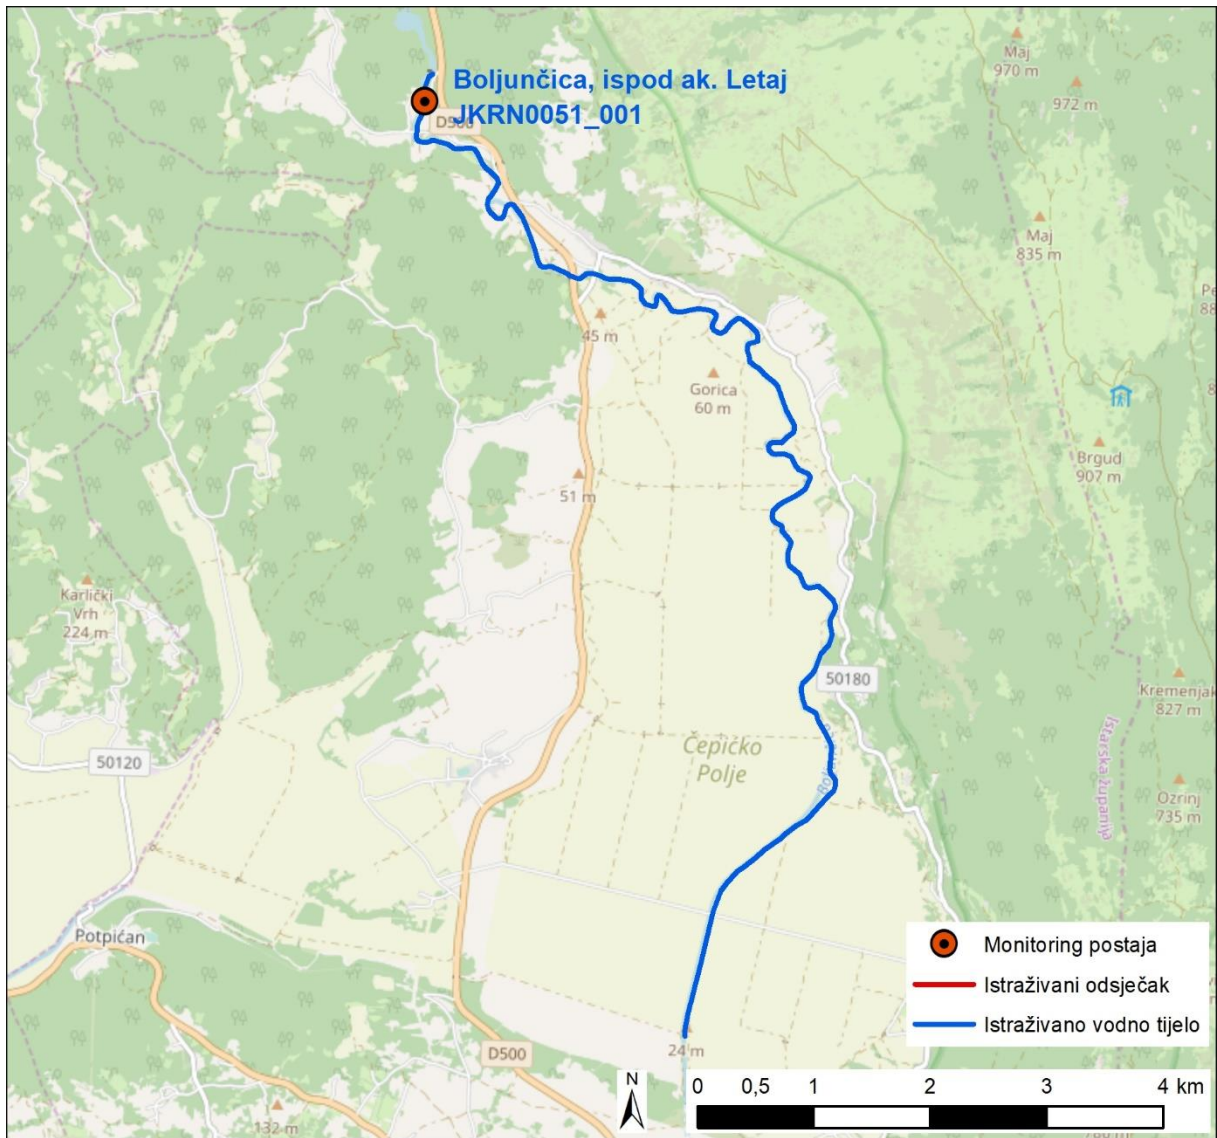 Maj
970 m
972 m
Boljunčica, ispod ak. Letaj
JKRN0051_001
D500
Maj
835 m
45 m
Gorica
60 m
Brgud
907 m
51 m
Karlički
Vrh
224 m
50180
Kremenjak
827 m
Istarska županija
Čepićko
Polje
50120
Ozrinj
735 m
Potpićan
24 m
D500
132 m
Monitoring postaja
Istraživani odsječak
Istraživano vodno tijelo
N
0 0,5 1 2 3 4 km